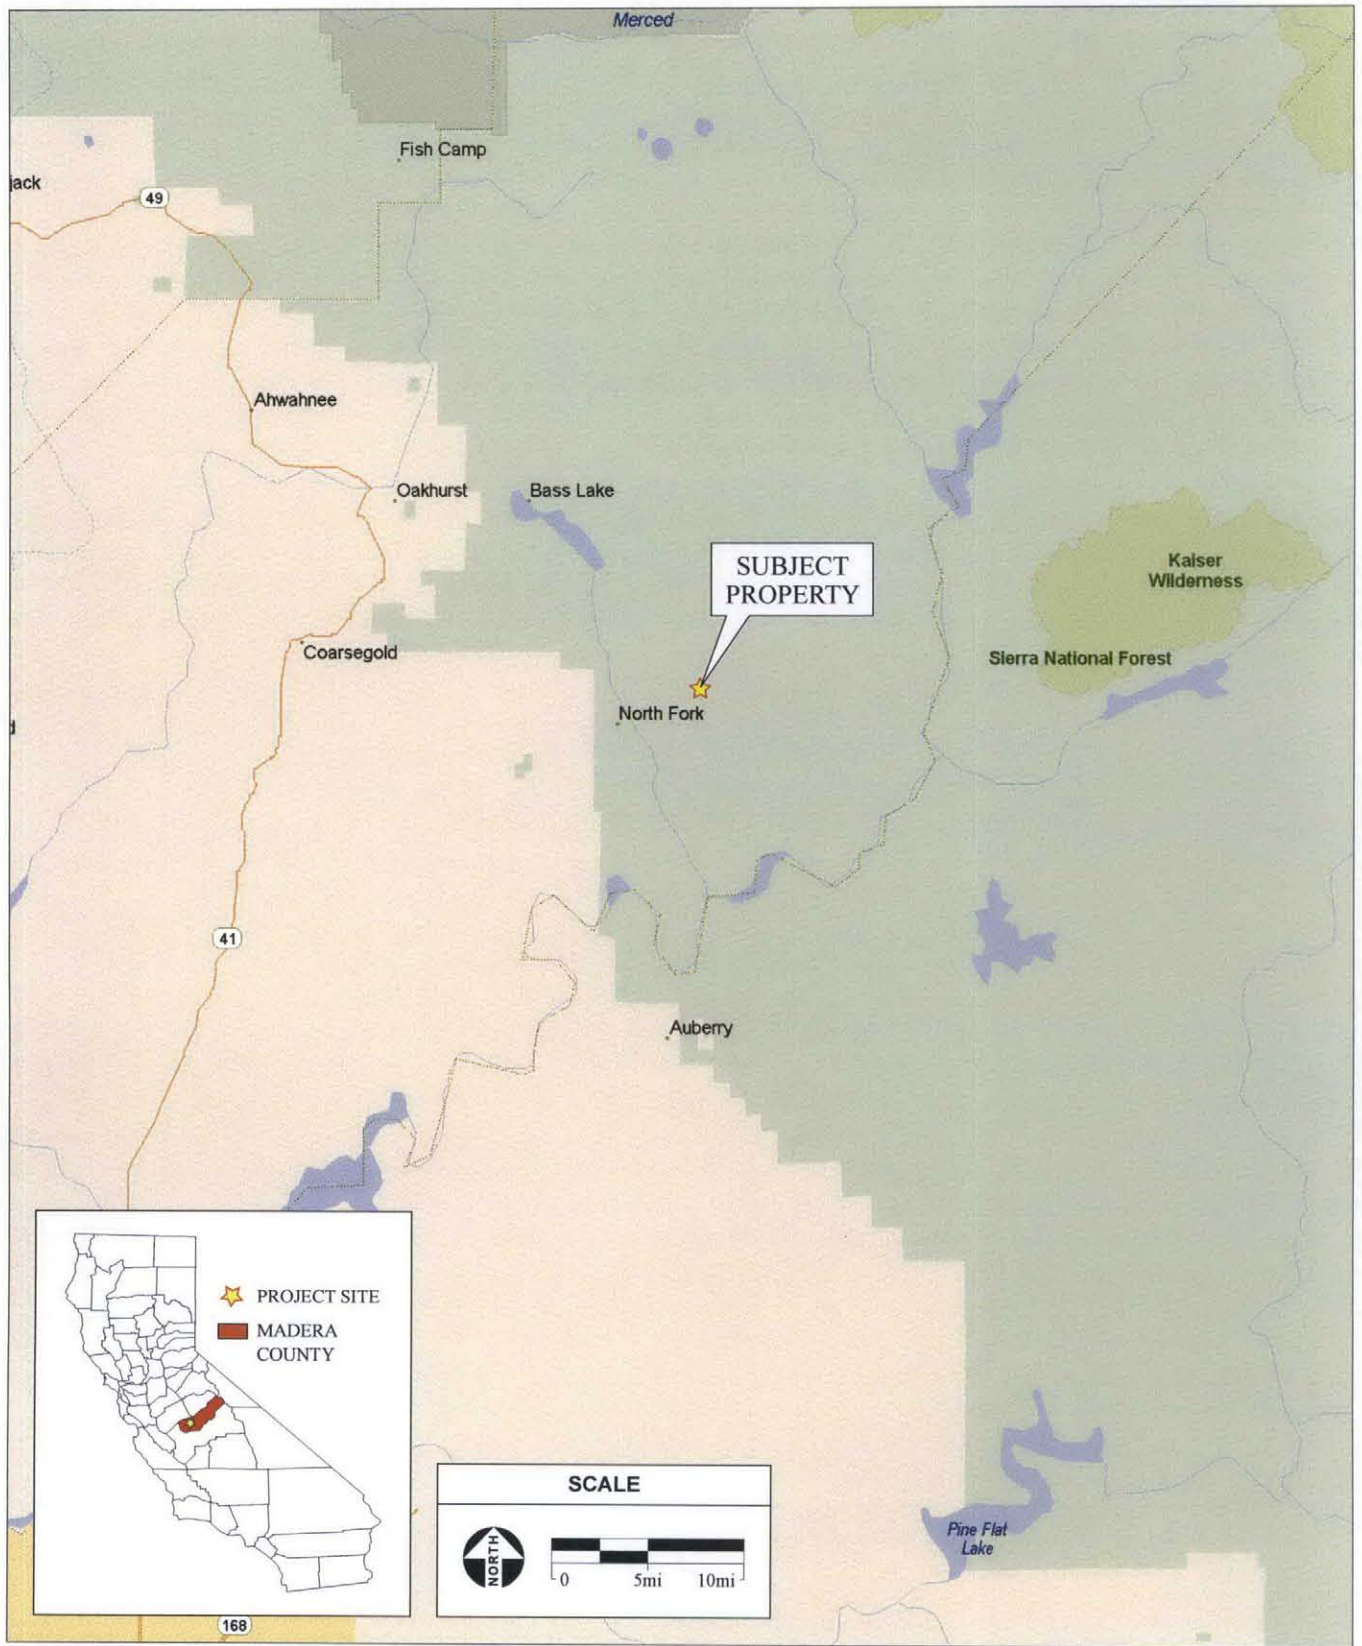 Merced
Fish Camp
jack
49
Ahwahnee
Oakhurst
Bass Lake
SUBJECT
PROPERTY
Kaiser
Wilderness
Coarsegold
Sierra National Forest
North Fork
d
41
Auberry
PROJECT SITE
MADERA
COUNTY
SCALE
NORTH
0 5mi 10mi
Pine Flat
Lake
168